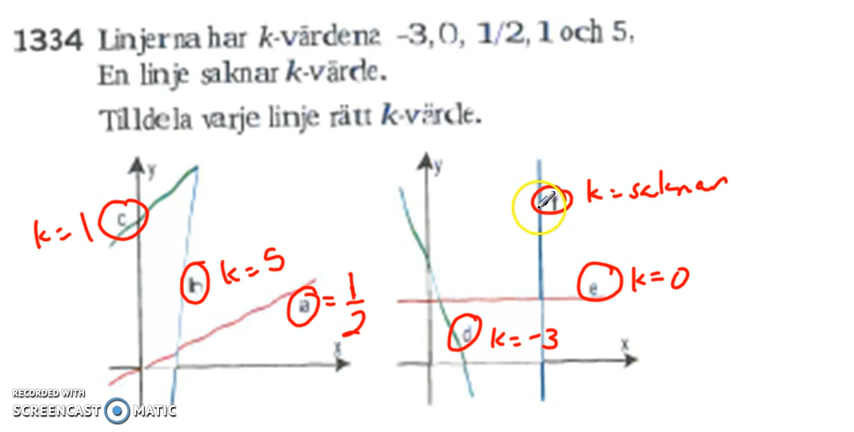 1334 Linjerna har k-värdena -3, 0, 1/2, 1 och 5.
En linje saknar k-värde.
Tilldela varje linje rätt k-värde.
y
c
k = 1
b k = 5
a = 1/2
x
y
k = saknar
e k = 0
d k = -3
x
RECORDED WITH
SCREENCAST MATIC